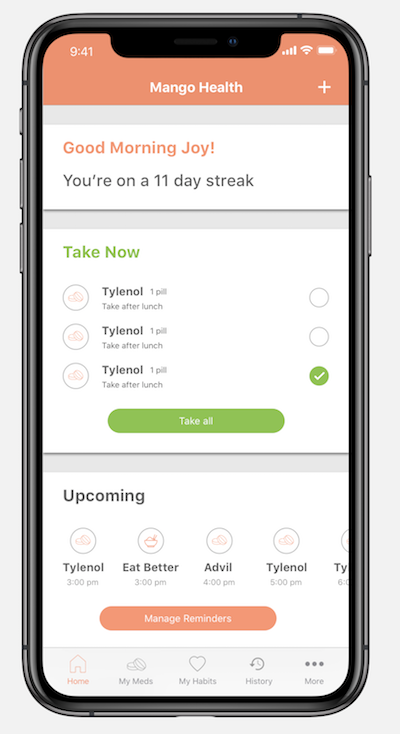 9:41
Mango Health
Good Morning Joy!
You’re on a 11 day streak
Take Now
Tylenol 1 pill
Take after lunch
Tylenol 1 pill
Take after lunch
Tylenol 1 pill
Take after lunch
Take all
Upcoming
Tylenol Eat Better Advil Tylenol Ty
3:00 pm 3:00 pm 4:00 pm 5:00 pm 6:0
Manage Reminders
Home My Meds My Habits History More